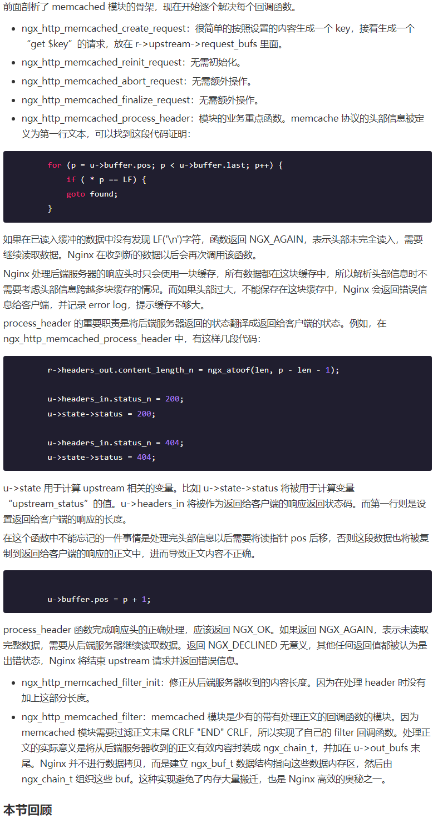 前面剖析了 memcached 模块的骨架，现在开始逐个解决每个回调函数。
• ngx_http_memcached_create_request：很简单的按照设置的内容生成一个 key，接着生成一个
“get $key”的请求，放在 r->upstream->request_bufs 里面。
• ngx_http_memcached_reinit_request：无需初始化。
• ngx_http_memcached_abort_request：无需额外操作。
• ngx_http_memcached_finalize_request：无需额外操作。
• ngx_http_memcached_process_header：模块的业务重点函数。memcache 协议的头部信息被定
义为第一行文本，可以找到这段代码证明：
for (p = u->buffer.pos; p < u->buffer.last; p++) {
if ( * p == LF) {
goto found;
}
如果在已读入缓冲的数据中没有发现 LF('\n')字符，函数返回 NGX_AGAIN，表示头部未完全读入，需要
继续读取数据。Nginx 在收到新的数据以后会再次调用该函数。
Nginx 处理后端服务器的响应头时只会使用一块缓存，所有数据都在这块缓存中，所以解析头部信息时不
需要考虑头部信息跨越多块缓存的情况。而如果头部过大，不能保存在这块缓存中，Nginx 会返回错误信
息给客户端，并记录 error log，提示缓存不够大。
process_header 的重要职责是将后端服务器返回的状态翻译成返回给客户端的状态。例如，在
ngx_http_memcached_process_header 中，有这样几段代码：
r->headers_out.content_length_n = ngx_atoof(len, p - len - 1);
u->headers_in.status_n = 200;
u->state->status = 200;
u->headers_in.status_n = 404;
u->state->status = 404;
u->state 用于计算 upstream 相关的变量。比如 u->state->status 将被用于计算变量
“upstream_status”的值。u->headers_in 将被作为返回给客户端的响应返回状态码。而第一行则是设
置返回给客户端的响应的长度。
在这个函数中不能忘记的一件事情是处理完头部信息以后需要将读指针 pos 后移，否则这段数据也将被复
制到返回给客户端的响应的正文中，进而导致正文内容不正确。
u->buffer.pos = p + 1;
process_header 函数完成响应头的正确处理，应该返回 NGX_OK。如果返回 NGX_AGAIN，表示未读取
完整数据，需要从后端服务器继续读取数据。返回 NGX_DECLINED 无意义，其他任何返回值都被认为是
出错状态，Nginx 将结束 upstream 请求并返回错误信息。
• ngx_http_memcached_filter_init：修正从后端服务器收到的内容长度。因为在处理 header 时没有
加上这部分长度。
• ngx_http_memcached_filter：memcached 模块是少有的带有处理正文的回调函数的模块。因为
memcached 模块需要过滤正文末尾 CRLF "END" CRLF，所以实现了自己的 filter 回调函数。处理正
文的实际意义是将从后端服务器收到的正文有效内容封装成 ngx_chain_t，并加在 u->out_bufs 末
尾。Nginx 并不进行数据拷贝，而是建立 ngx_buf_t 数据结构指向这些数据内存区，然后由
ngx_chain_t 组织这些 buf。这种实现避免了内存大量搬迁，也是 Nginx 高效的奥秘之一。
本节回顾